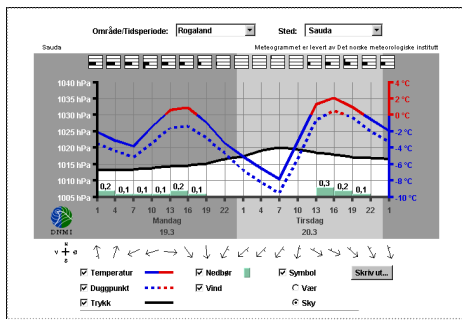 Område/Tidsperiode: Rogaland Sted: Sauda
Sauda Meteogrammet er levert av Det norske meteorologiske institutt
1040 hPa 4 °C
1035 hPa 2 °C
1030 hPa 0 °C
1025 hPa -2 °C
1020 hPa -4 °C
1015 hPa -6 °C
1010 hPa -8 °C
1005 hPa -10 °C
0,2 0,1 0,1 0,1 0,2 0,1 0,3 0,2 0,1
1 4 7 10 13 16 19 22 1 4 7 10 13 16 19 22 1
Mandag Tirsdag
19.3 20.3
DNMI
N
V Ø
S
Temperatur Nedbør Symbol Skriv ut...
Duggpunkt Vind Vær
Trykk Sky